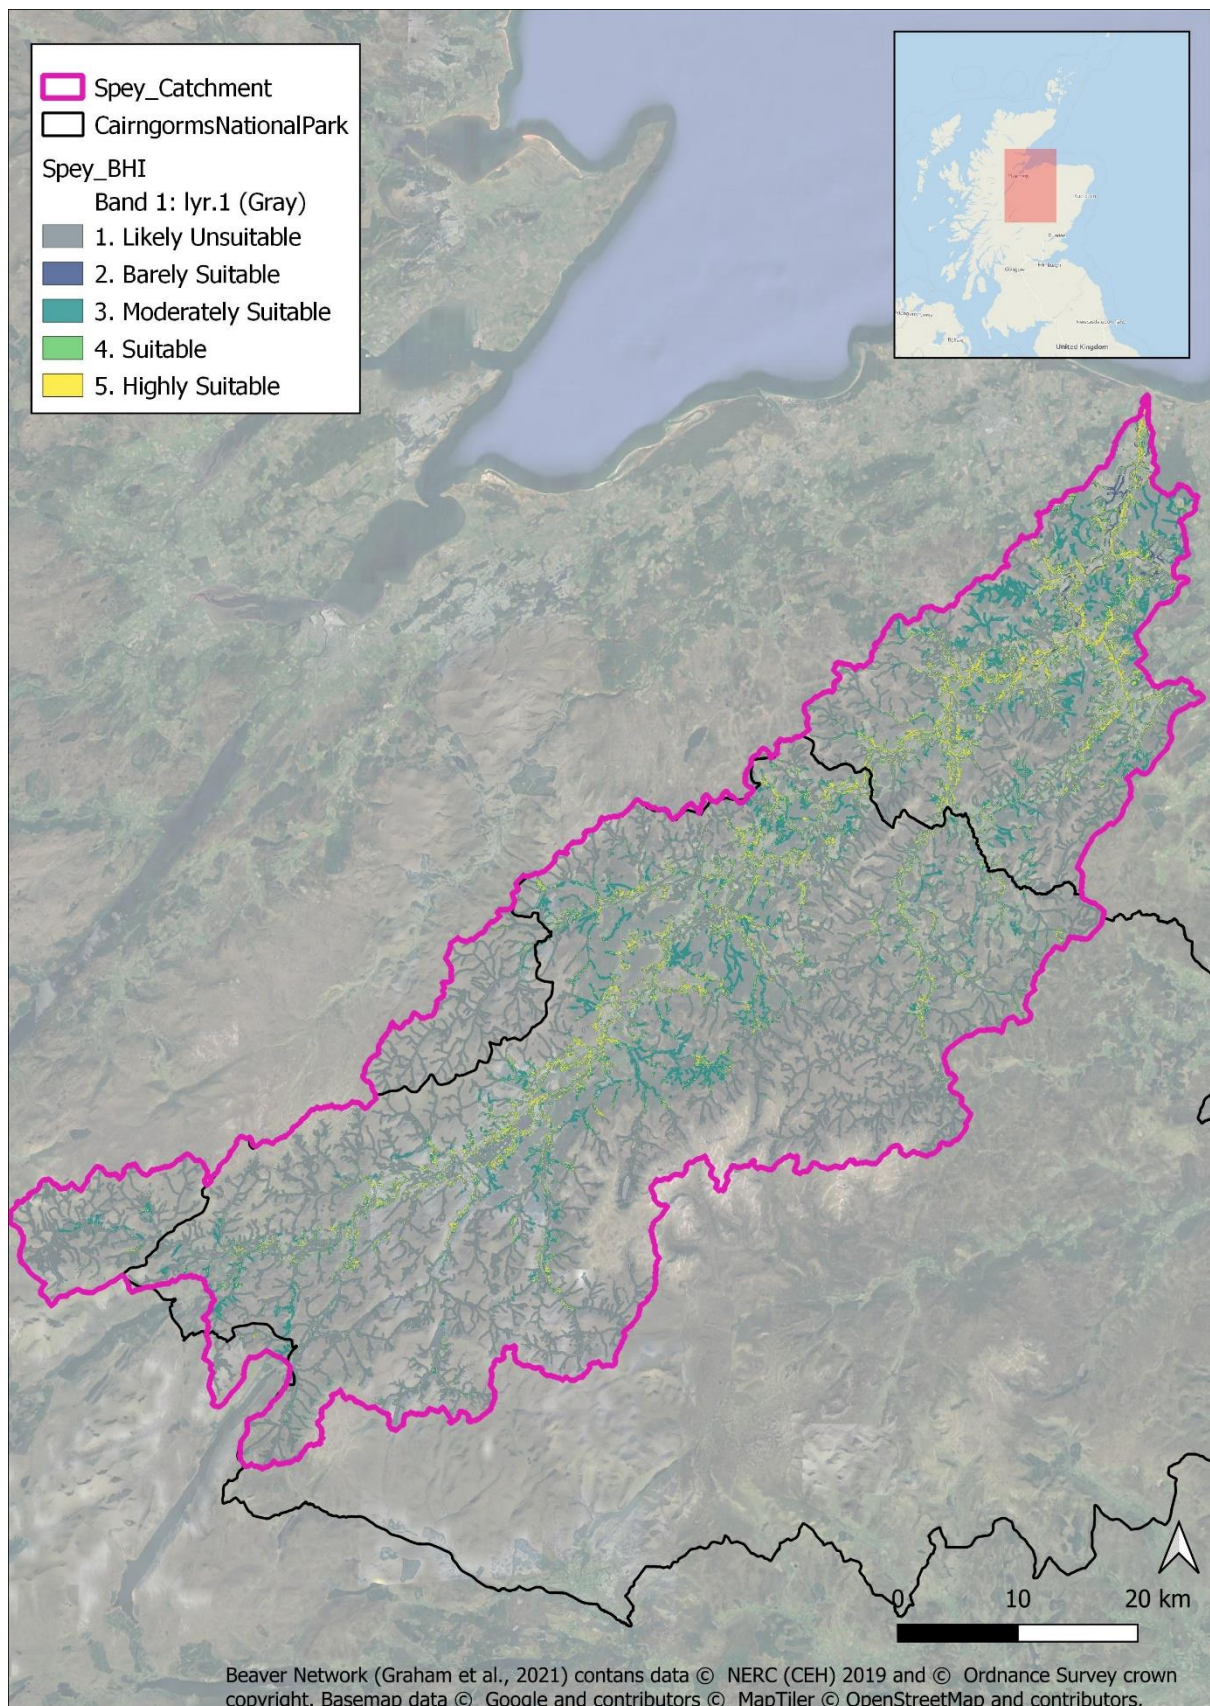 Spey_Catchment
CairngormsNationalPark
Spey_BHI
Band 1: lyr.1 (Gray)
1. Likely Unsuitable
2. Barely Suitable
3. Moderately Suitable
4. Suitable
5. Highly Suitable
Glasgow
Edinburgh
United Kingdom
0 10 20 km
Beaver Network (Graham et al., 2021) contans data © NERC (CEH) 2019 and © Ordnance Survey crown
copyright. Basemap data © Google and contributors © MapTiler © OpenStreetMap and contributors.